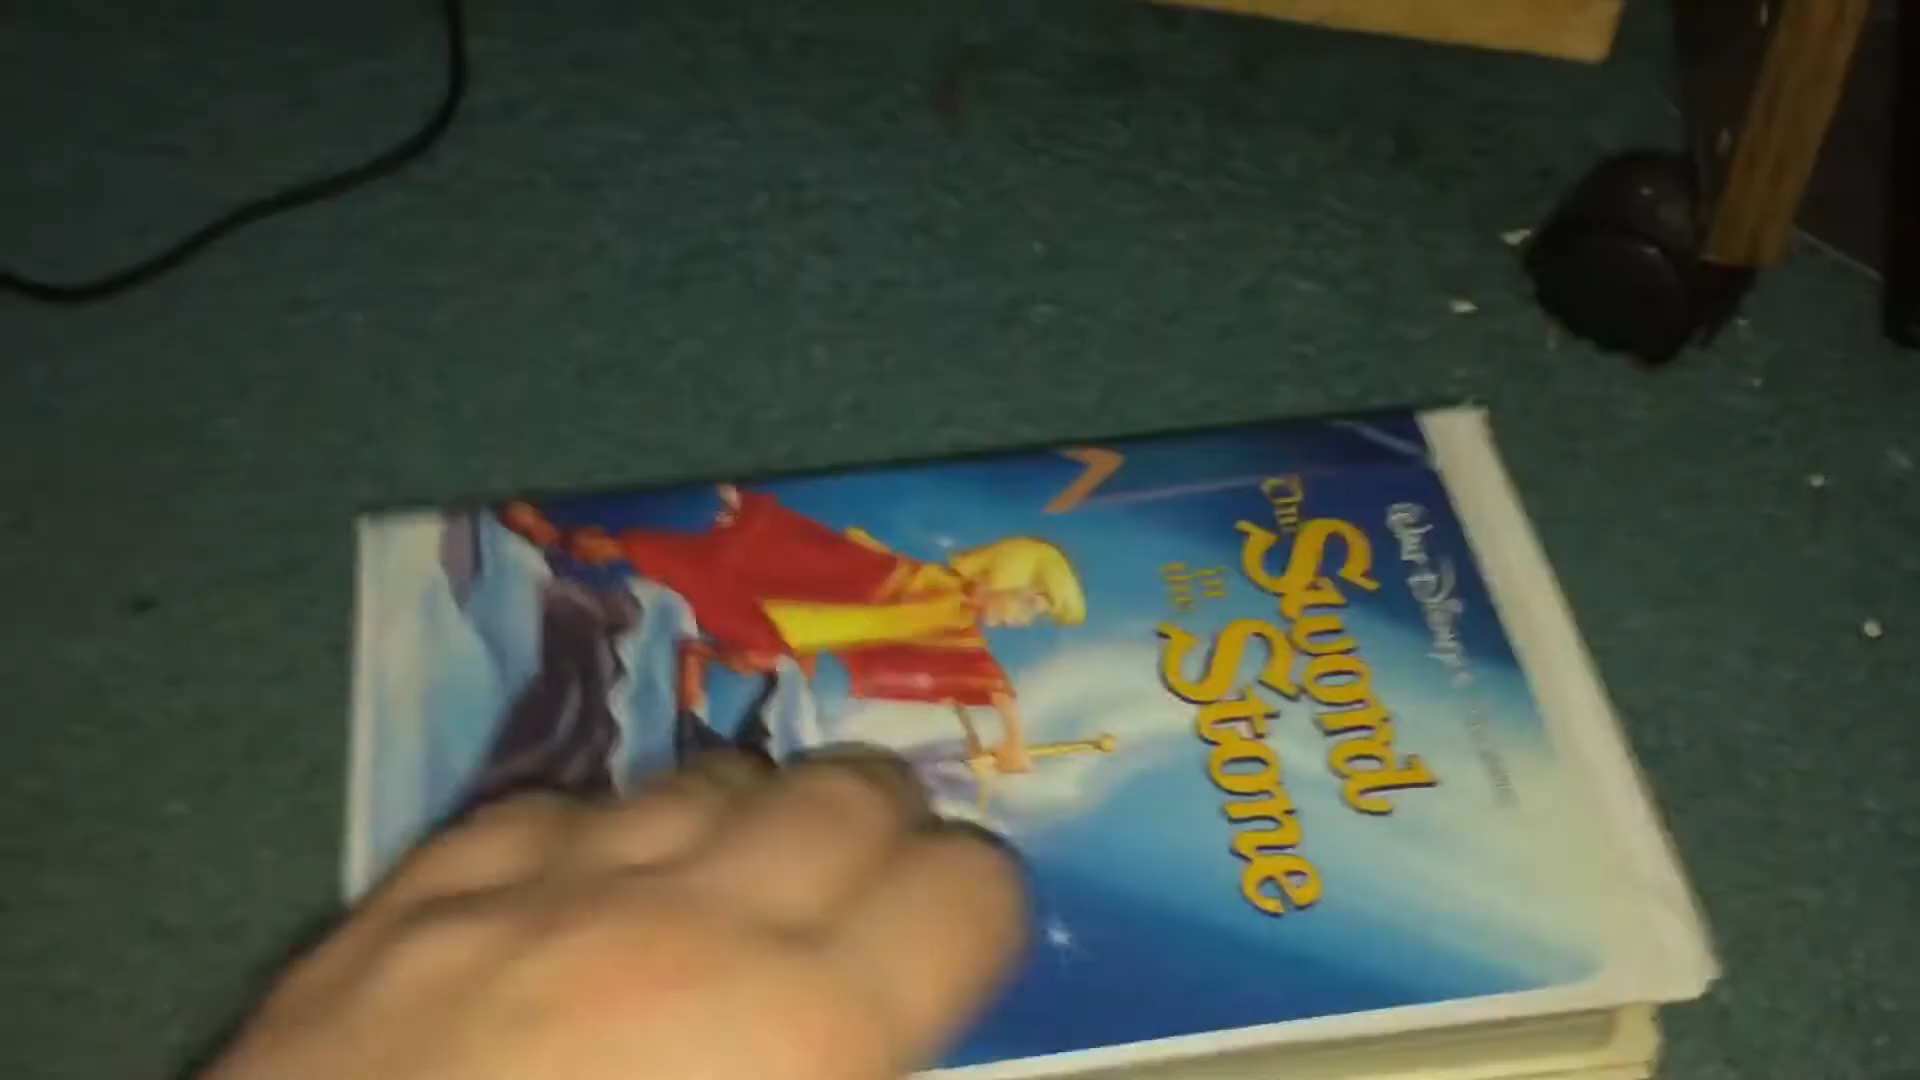 Walt Disney's
The
Sword
in
the
Stone